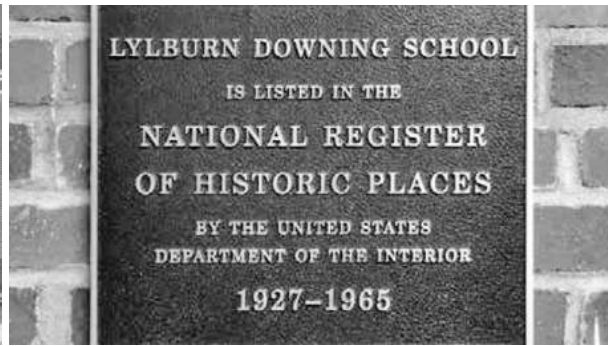 LYLBURN DOWNING SCHOOL
IS LISTED IN THE
NATIONAL REGISTER
OF HISTORIC PLACES
BY THE UNITED STATES
DEPARTMENT OF THE INTERIOR
1927–1965